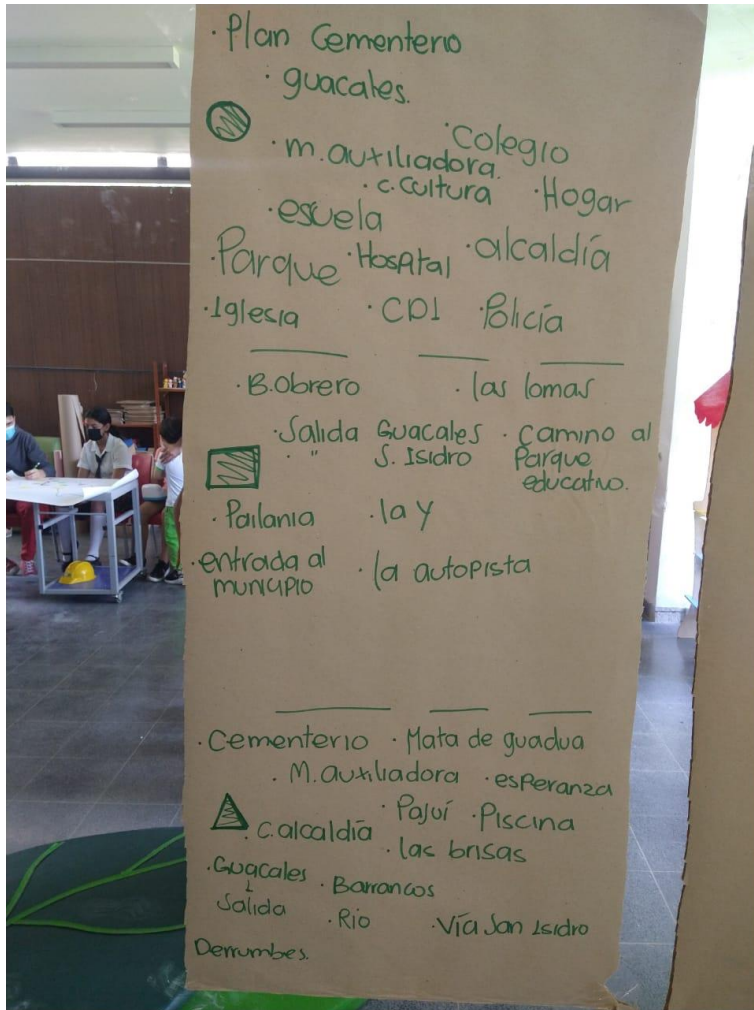 · Plan Cementerio
· guacales.
· colegio
· m. auxiliadora.
· c. cultura · Hogar
· escuela
· Parque · Hospital · alcaldía
· Iglesia · CDI · Policía
· B. Obrero · las lomas
· Salida Guacales · camino al
· " S. Isidro Parque
educativo.
· Pailania · la Y
· entrada al · la autopista
municipio
· Cementerio · Mata de guadua
· M. auxiliadora · esperanza
· Pajuí · Piscina
· c. alcaldía
· las brisas
· Guacales · Barrancos
Salida
· Rio · Vía San Isidro
Derrumbes.